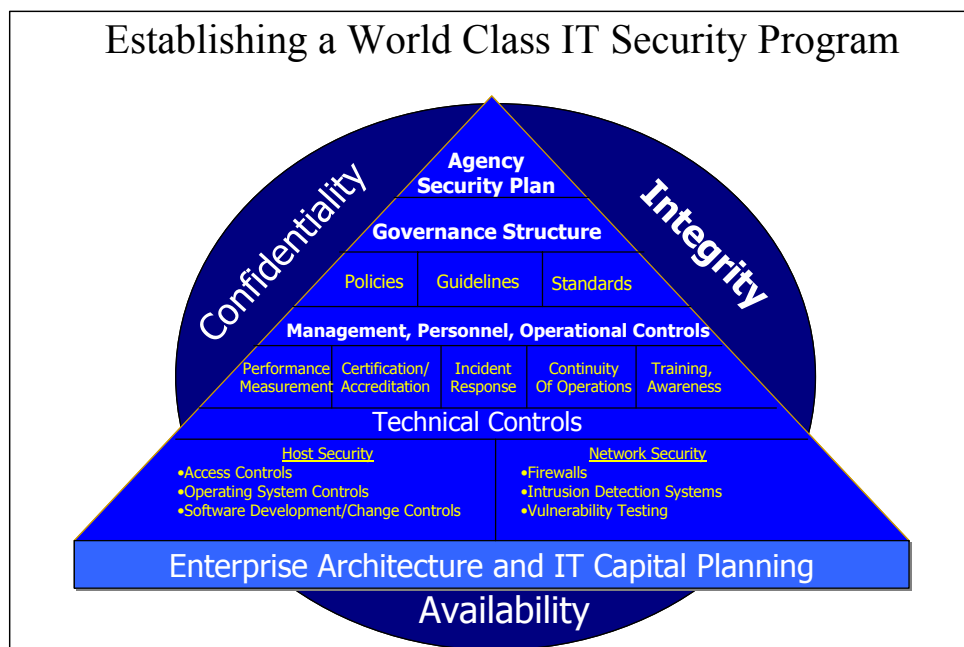 Establishing a World Class IT Security Program
Confidentiality
Integrity
Agency
Security Plan
Governance Structure
Policies
Guidelines
Standards
Management, Personnel, Operational Controls
Performance
Measurement
Certification/
Accreditation
Incident
Response
Continuity
Of Operations
Training,
Awareness
Technical Controls
Host Security
•Access Controls
•Operating System Controls
•Software Development/Change Controls
Network Security
•Firewalls
•Intrusion Detection Systems
•Vulnerability Testing
Enterprise Architecture and IT Capital Planning
Availability